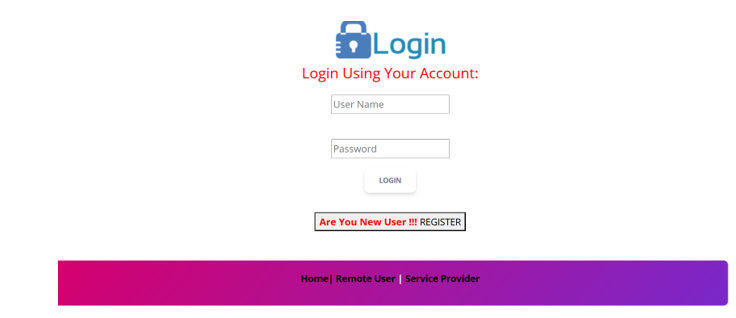 Login
Login Using Your Account:
User Name
Password
LOGIN
Are You New User !!! REGISTER
Home| Remote User | Service Provider